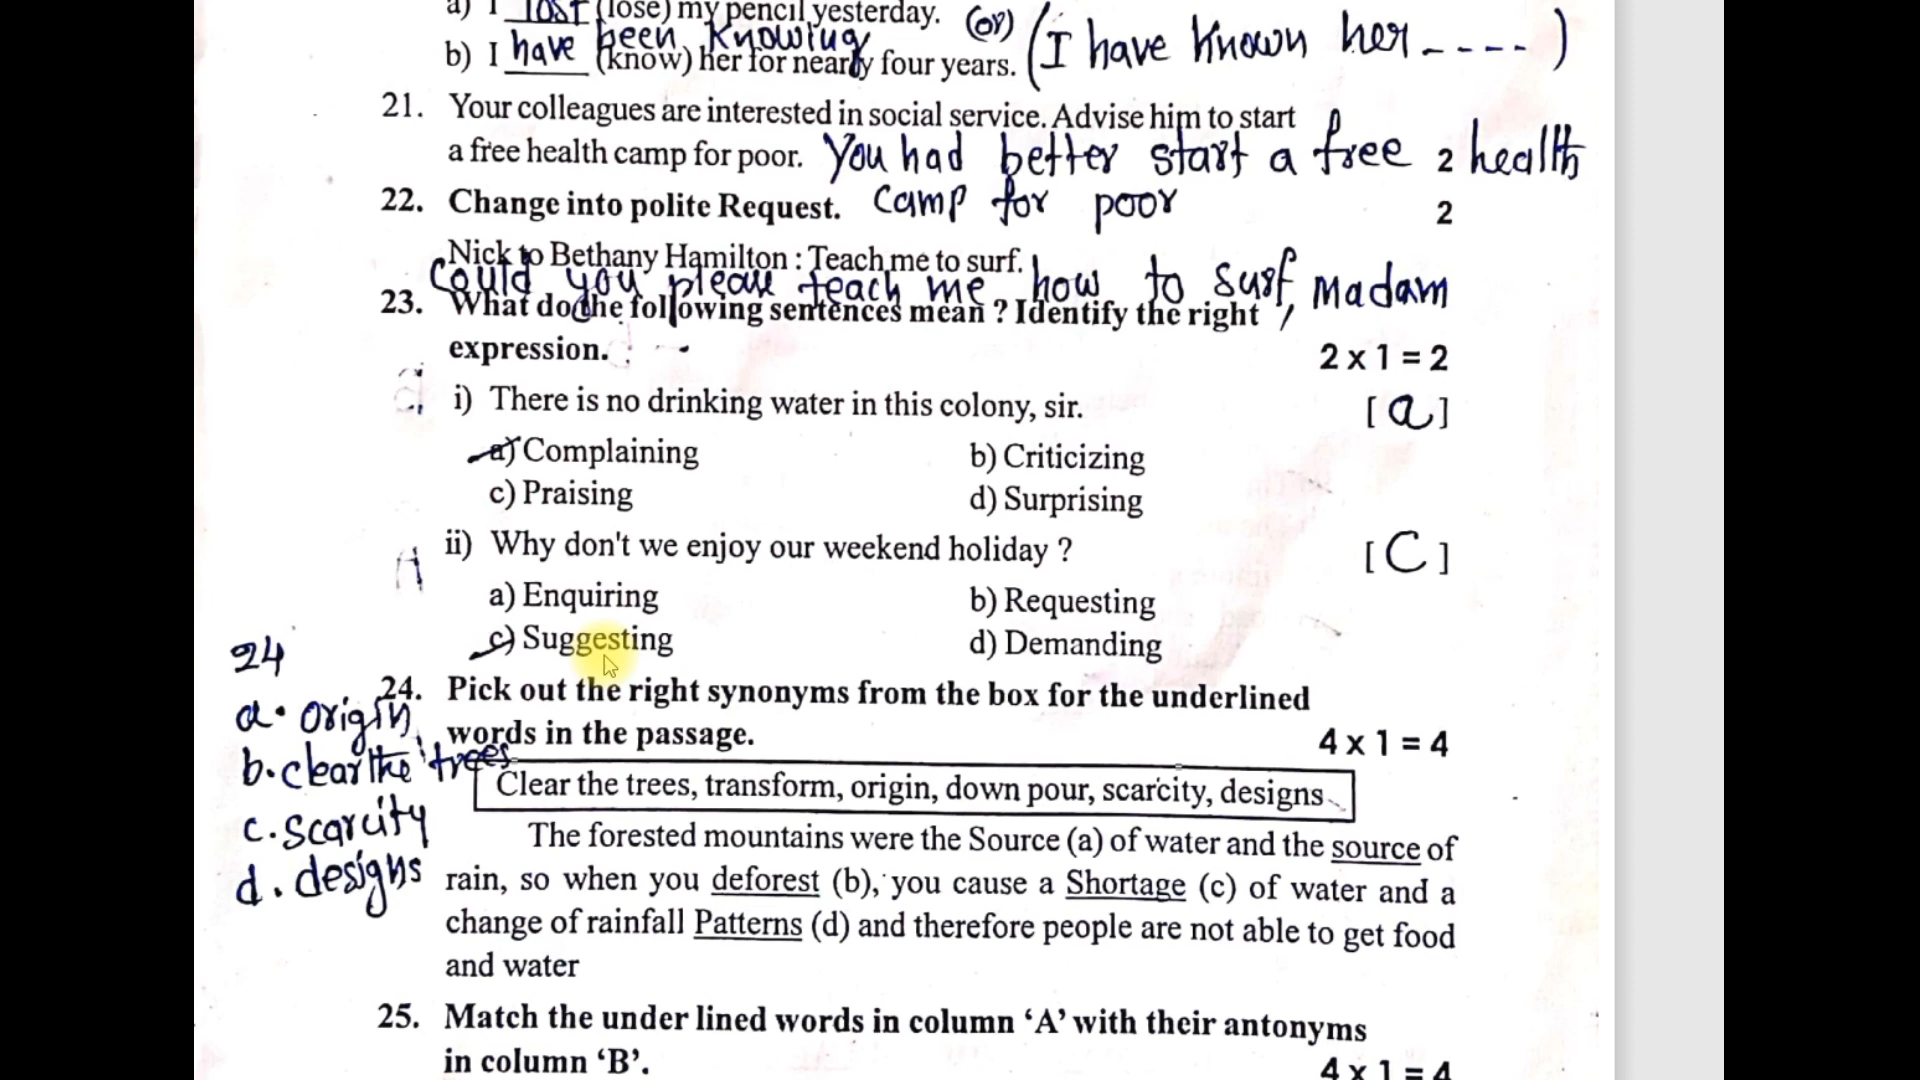 a) I lost (lose) my pencil yesterday. (or)
b) I have been knowing (know) her for nearly four years. (I have known her ---- )
21. Your colleagues are interested in social service. Advise him to start
a free health camp for poor. You had better start a free 2 health
22. Change into polite Request. camp for poor 2
Nick to Bethany Hamilton : Teach me to surf.
Could you please teach me how to surf, madam
23. What do the following sentences mean ? Identify the right
expression. 2 x 1 = 2
i) There is no drinking water in this colony, sir. [a]
a) Complaining b) Criticizing
c) Praising d) Surprising
ii) Why don't we enjoy our weekend holiday ? [C]
a) Enquiring b) Requesting
c) Suggesting d) Demanding
24
a. origin
b. clear the trees
c. scarcity
d. designs
24. Pick out the right synonyms from the box for the underlined
words in the passage. 4 x 1 = 4
Clear the trees, transform, origin, down pour, scarcity, designs
The forested mountains were the Source (a) of water and the source of
rain, so when you deforest (b), you cause a Shortage (c) of water and a
change of rainfall Patterns (d) and therefore people are not able to get food
and water
25. Match the under lined words in column ‘A’ with their antonyms
in column ‘B’. 4 x 1 = 4